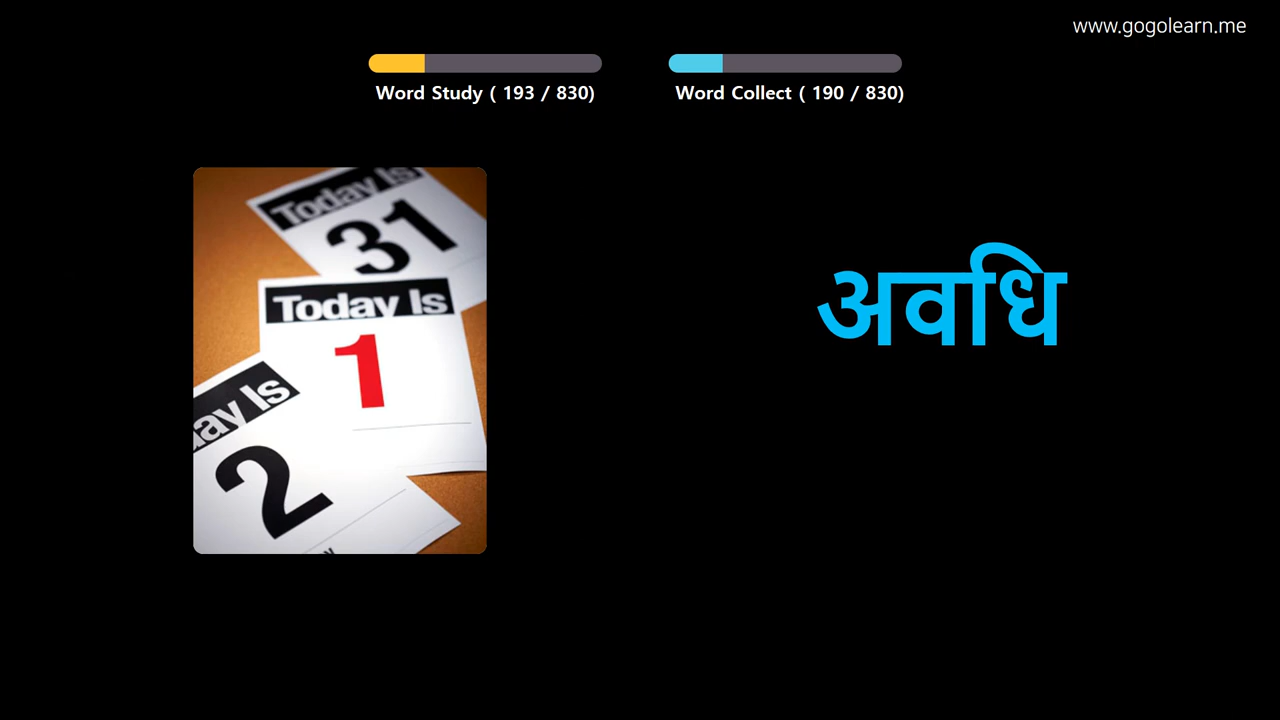 www.gogolearn.me
Word Study ( 193 / 830)
Word Collect ( 190 / 830)
Today Is
31
Today Is
1
ay Is
2
अवधि